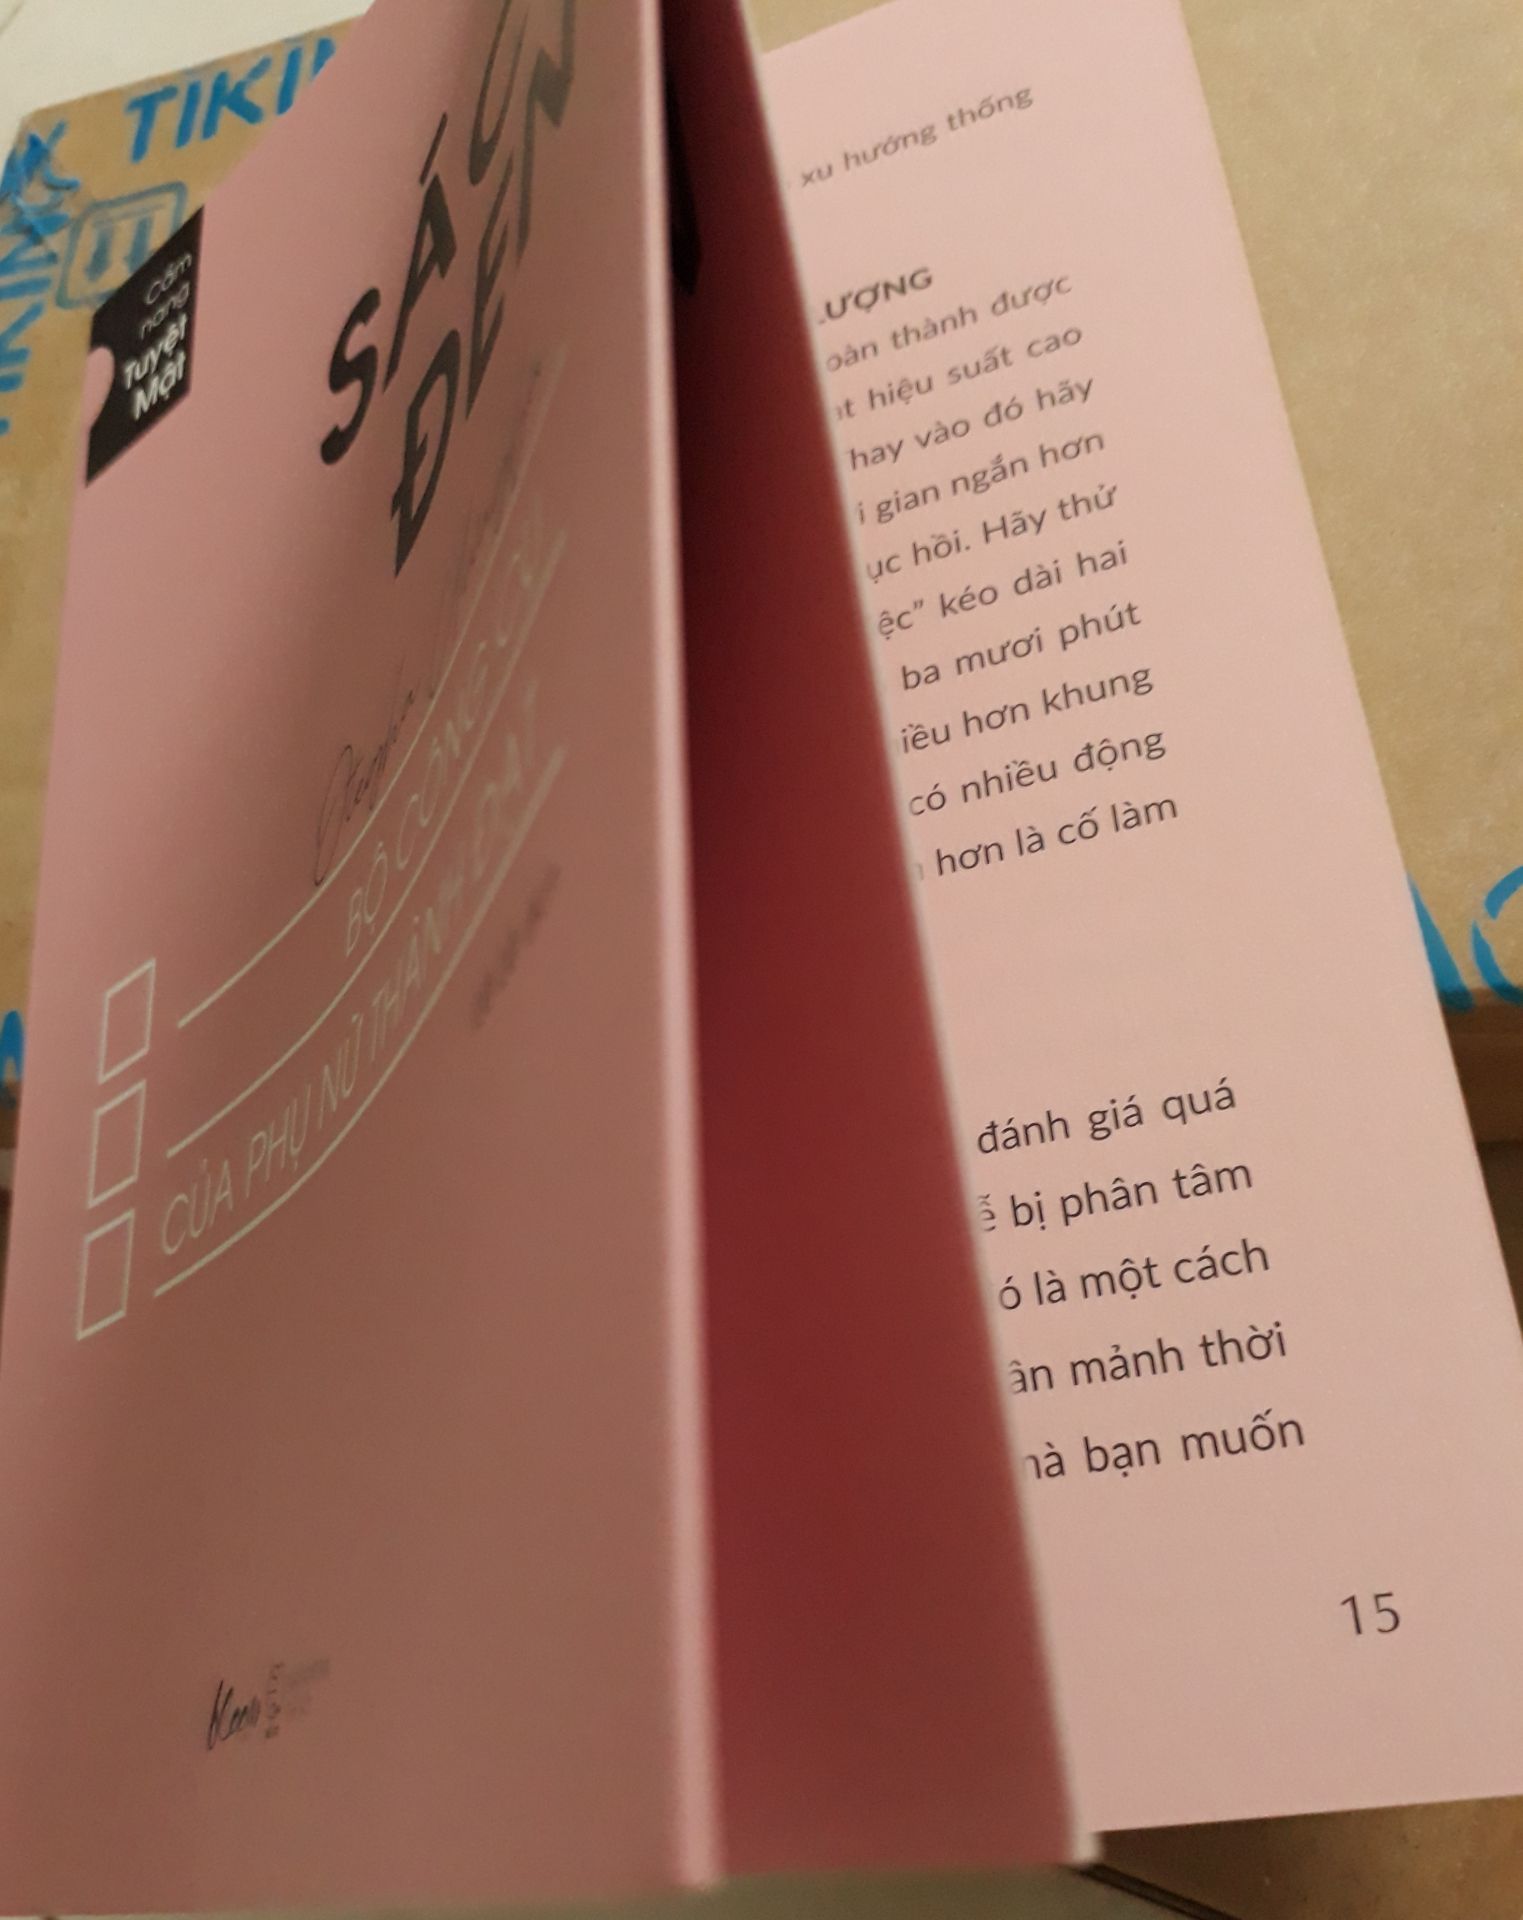 TIKI
Cẩm
nang
Tuyệt
Mật
SÁCH
ĐEN
BỘ CÔNG CỤ
CỦA PHỤ NỮ THÀNH ĐẠT
xu hướng thống
LƯỢNG
oàn thành được
ạt hiệu suất cao
hay vào đó hãy
i gian ngắn hơn
ục hồi. Hãy thử
ệc” kéo dài hai
ba mươi phút
iều hơn khung
có nhiều động
hơn là cố làm
đánh giá quá
ễ bị phân tâm
ó là một cách
ân mảnh thời
mà bạn muốn
15